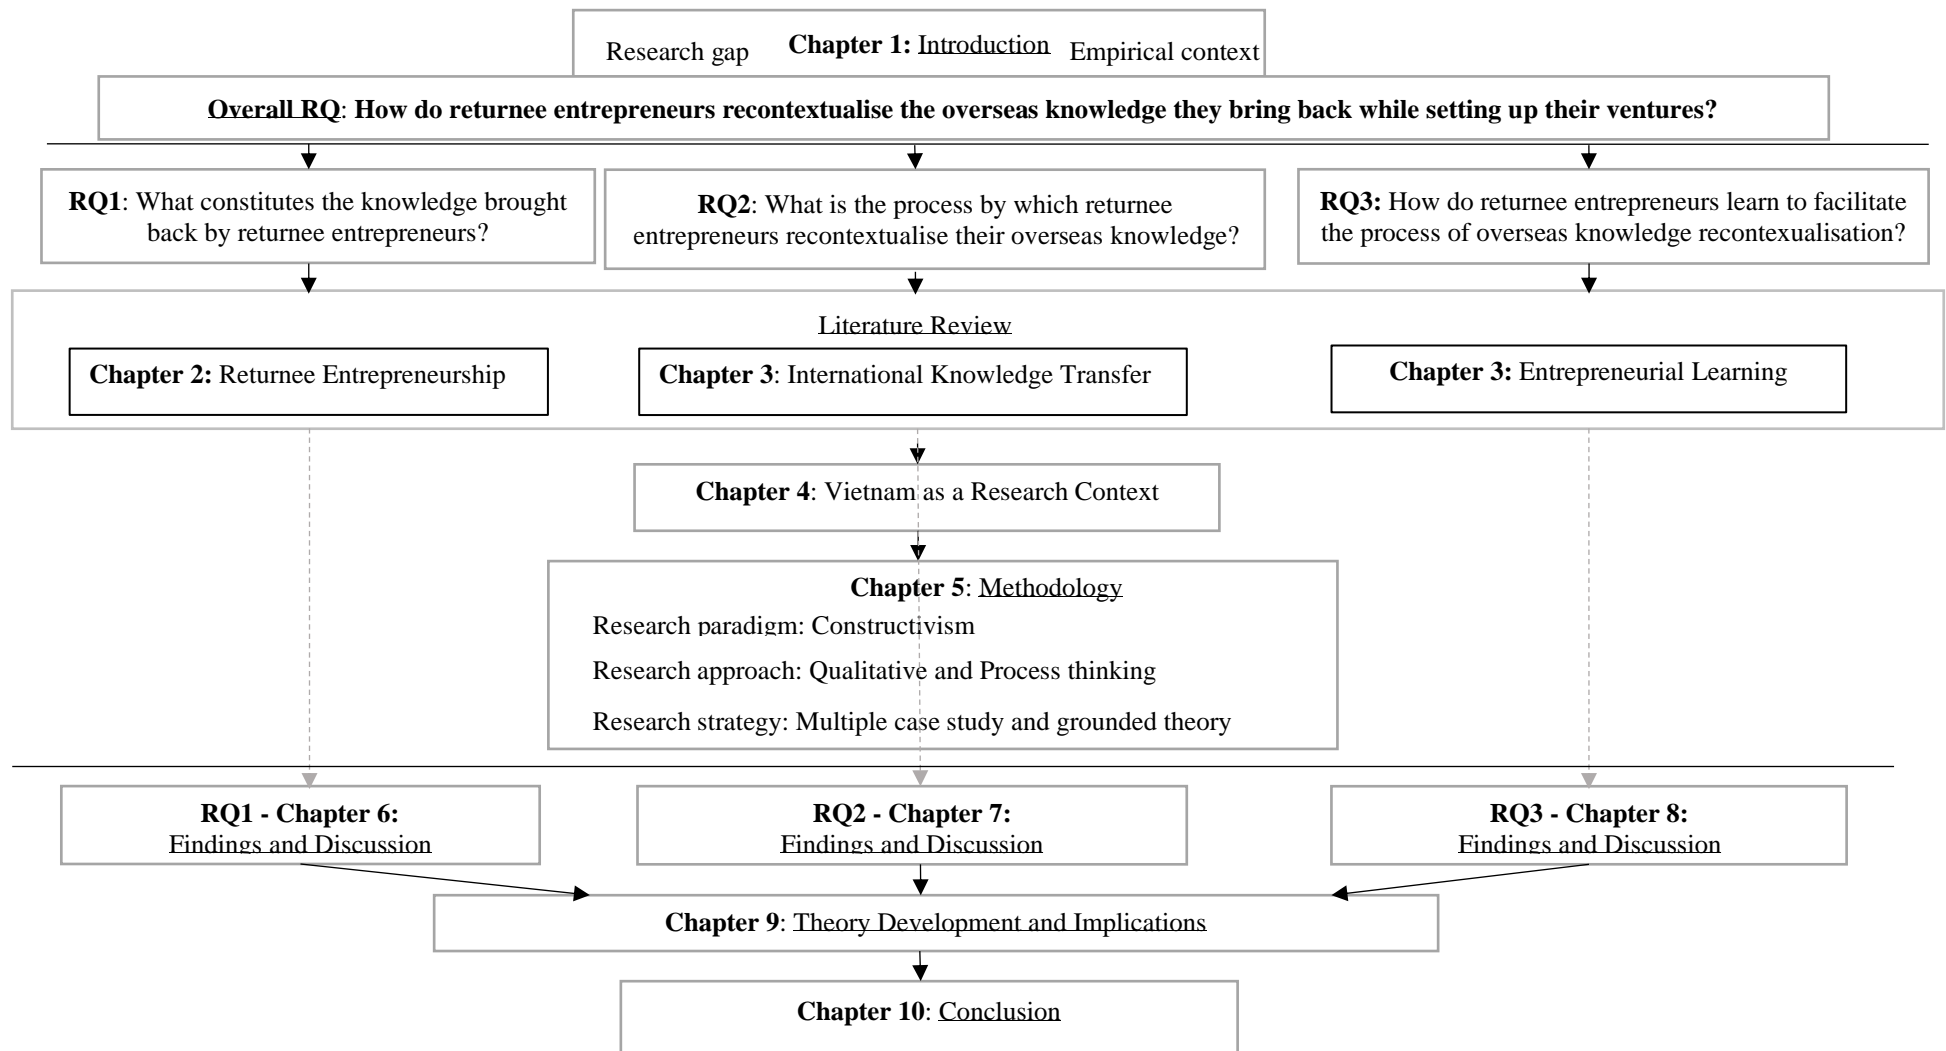 Research gap Chapter 1: Introduction Empirical context
Overall RQ: How do returnee entrepreneurs recontextualise the overseas knowledge they bring back while setting up their ventures?
RQ1: What constitutes the knowledge brought
back by returnee entrepreneurs?
RQ2: What is the process by which returnee
entrepreneurs recontextualise their overseas knowledge?
RQ3: How do returnee entrepreneurs learn to facilitate
the process of overseas knowledge recontexualisation?
Literature Review
Chapter 2: Returnee Entrepreneurship
Chapter 3: International Knowledge Transfer
Chapter 3: Entrepreneurial Learning
Chapter 4: Vietnam as a Research Context
Chapter 5: Methodology
Research paradigm: Constructivism
Research approach: Qualitative and Process thinking
Research strategy: Multiple case study and grounded theory
RQ1 - Chapter 6:
Findings and Discussion
RQ2 - Chapter 7:
Findings and Discussion
RQ3 - Chapter 8:
Findings and Discussion
Chapter 9: Theory Development and Implications
Chapter 10: Conclusion